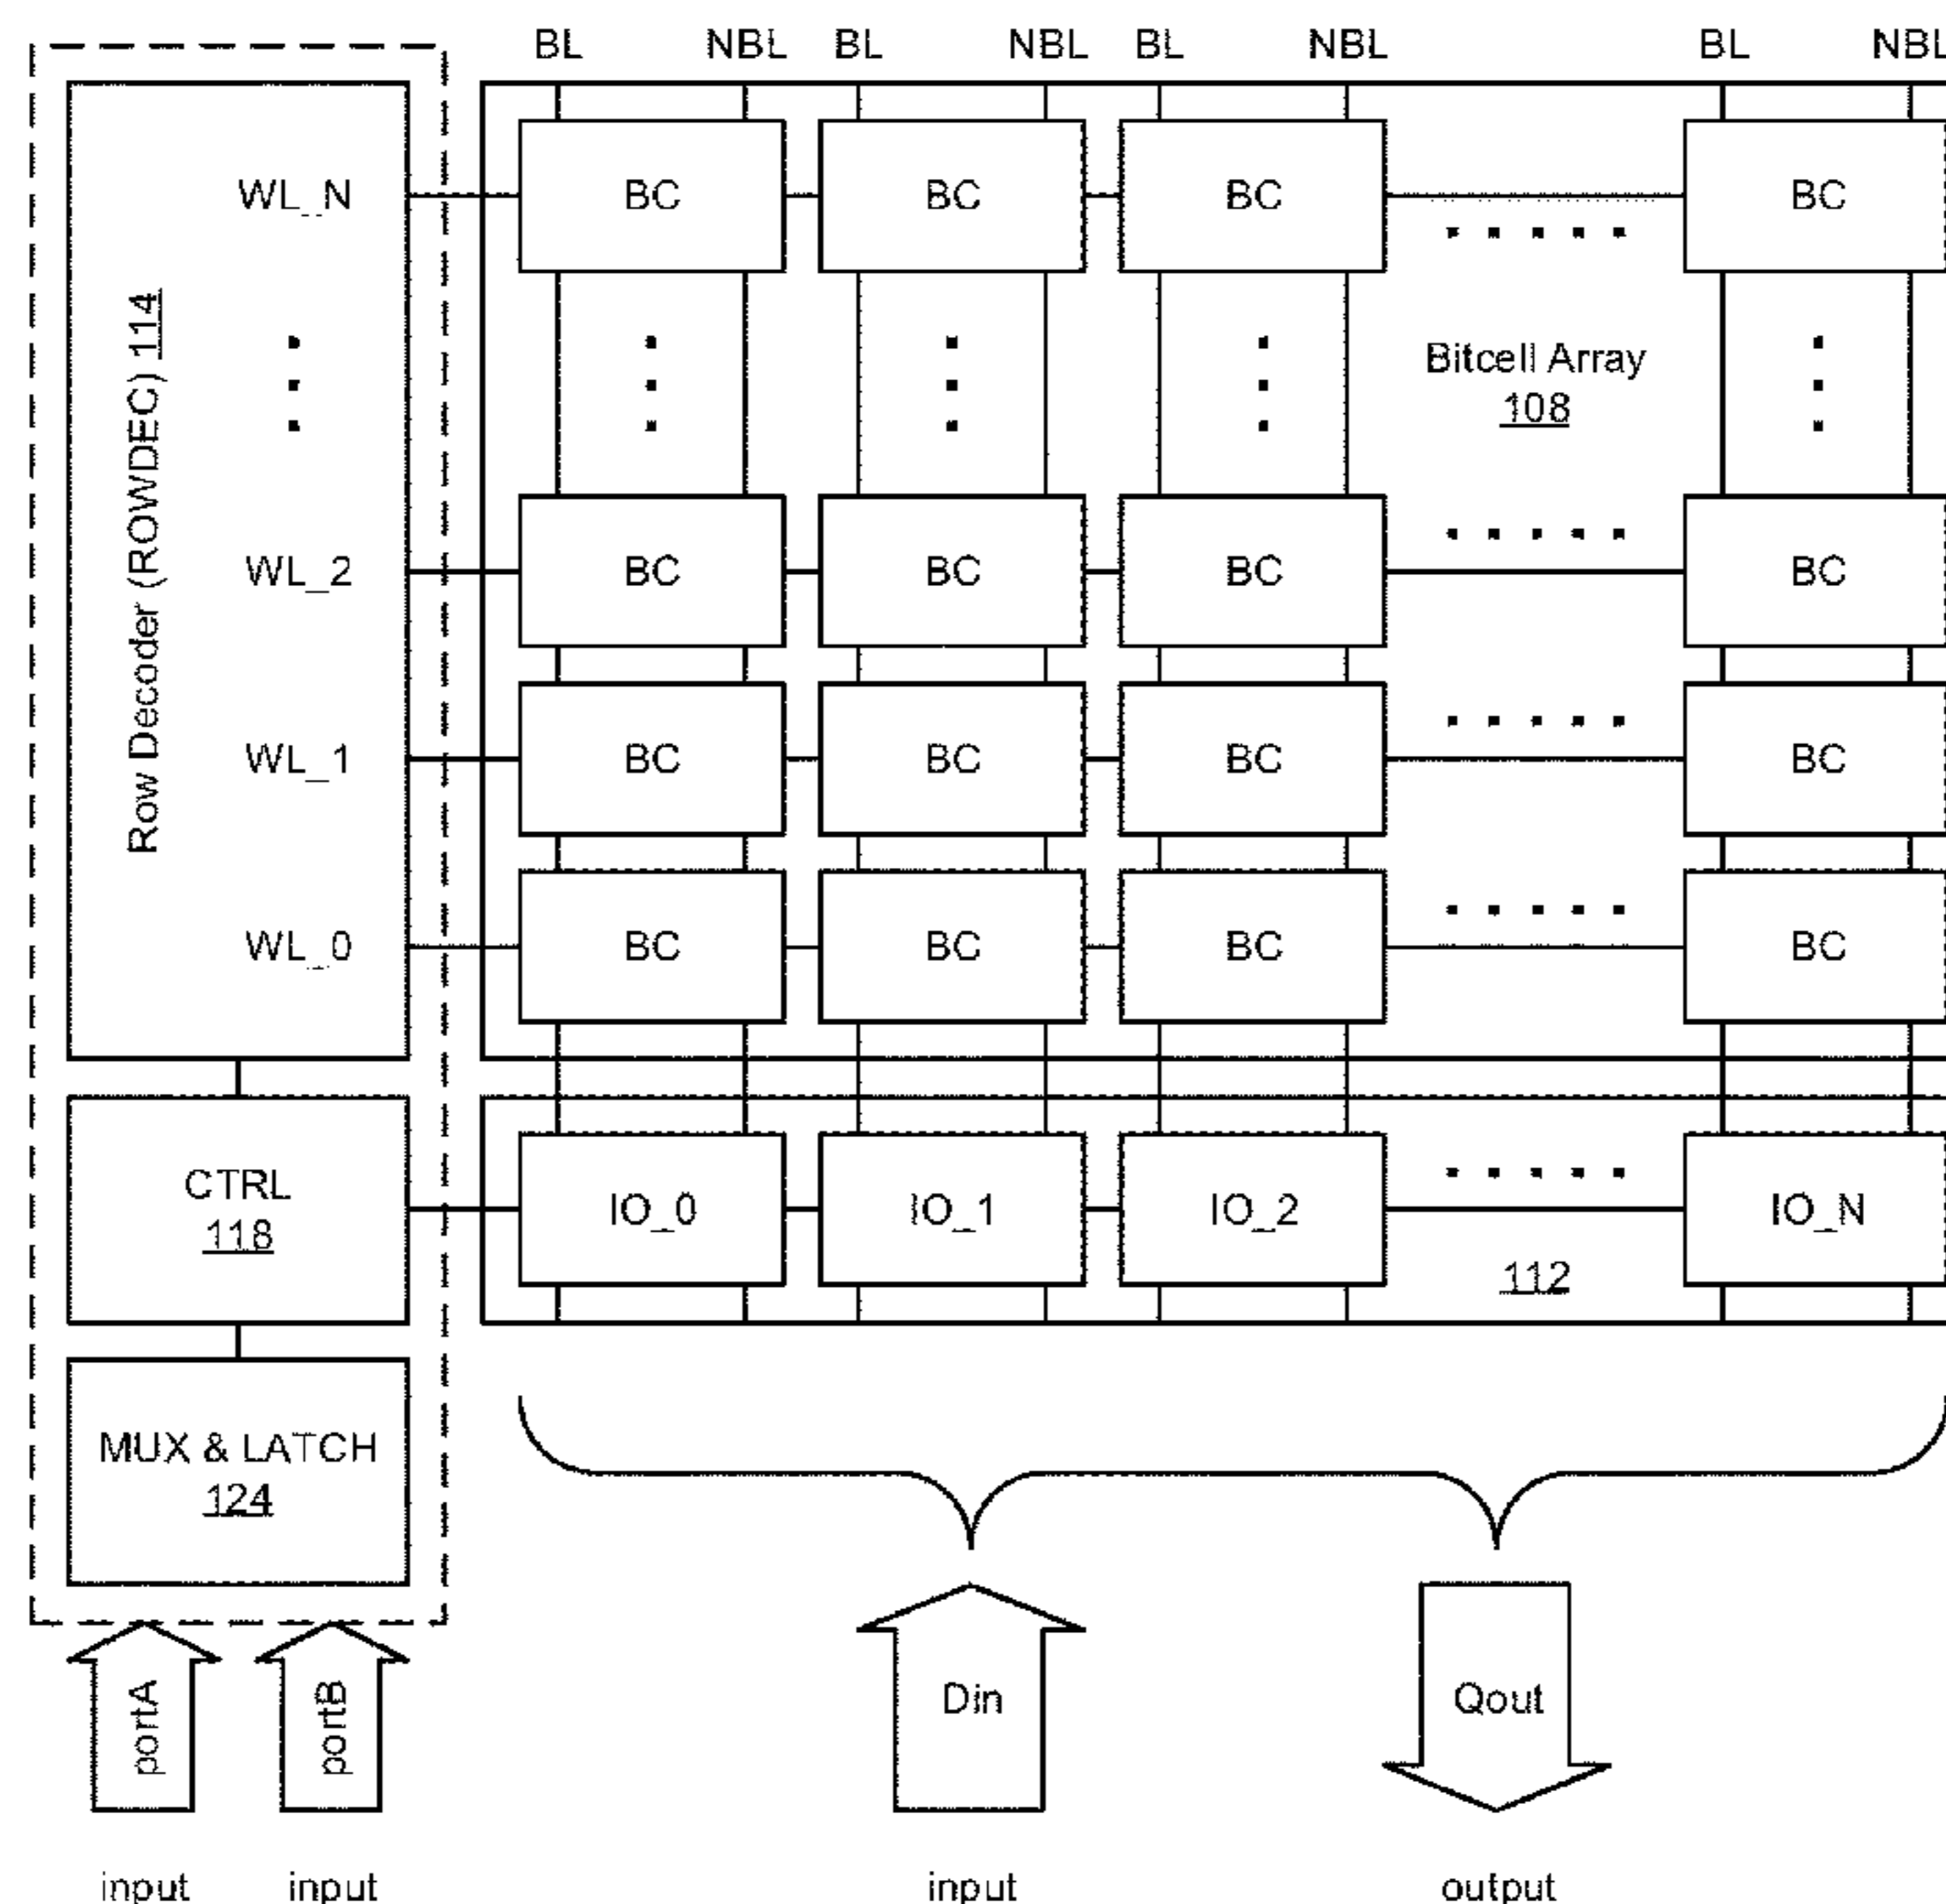 BL NBL BL NBL BL NBL BL NBL
Row Decoder (ROWDEC) 114
WL_N BC BC BC BC
Bitcell Array
108
WL_2 BC BC BC BC
WL_1 BC BC BC BC
WL_0 BC BC BC BC
CTRL
118
IO_0 IO_1 IO_2 IO_N
112
MUX & LATCH
124
portA portB Din Qout
input input input output